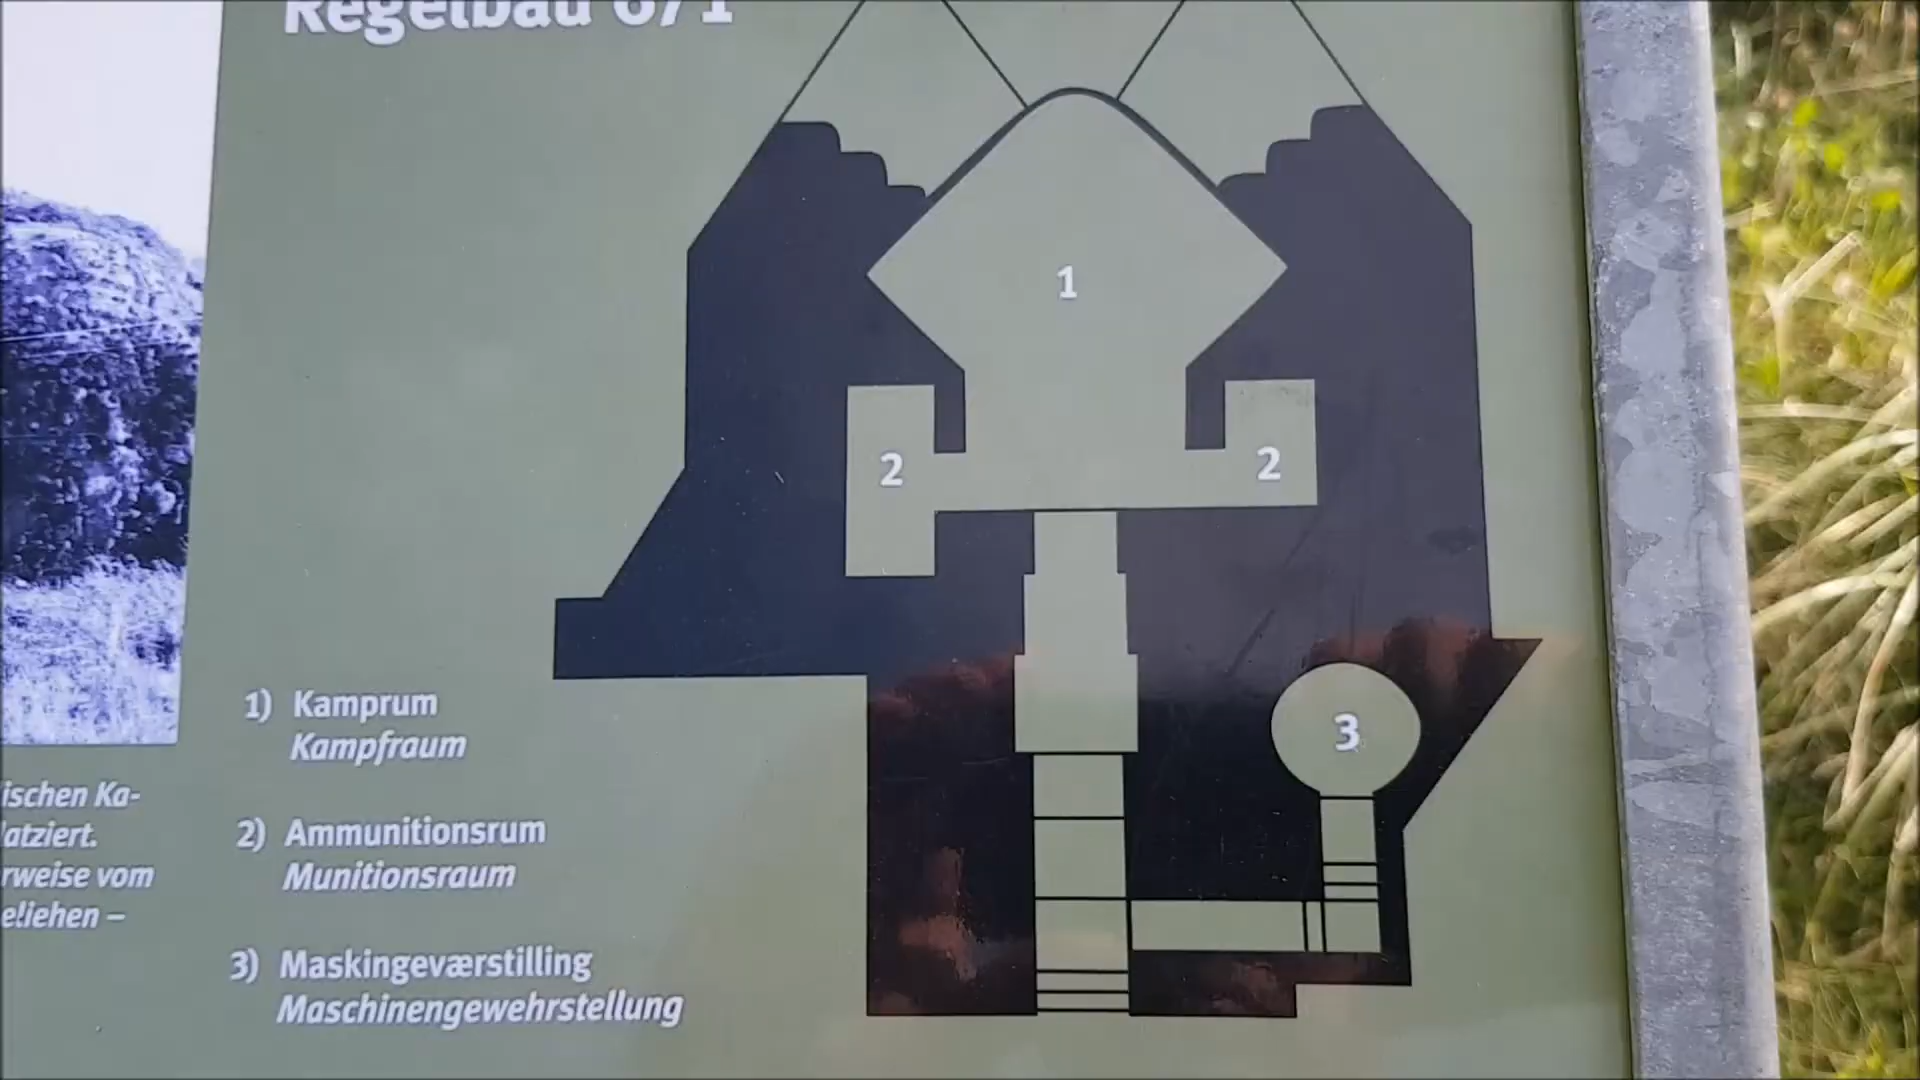 Regelbau 671
1
2
2
3
1) Kamprum
Kampfraum
2) Ammunitionsrum
Munitionsraum
3) Maskingeværstilling
Maschinengewehrstellung
ischen Ka-
latziert.
rweise vom
eliehen –